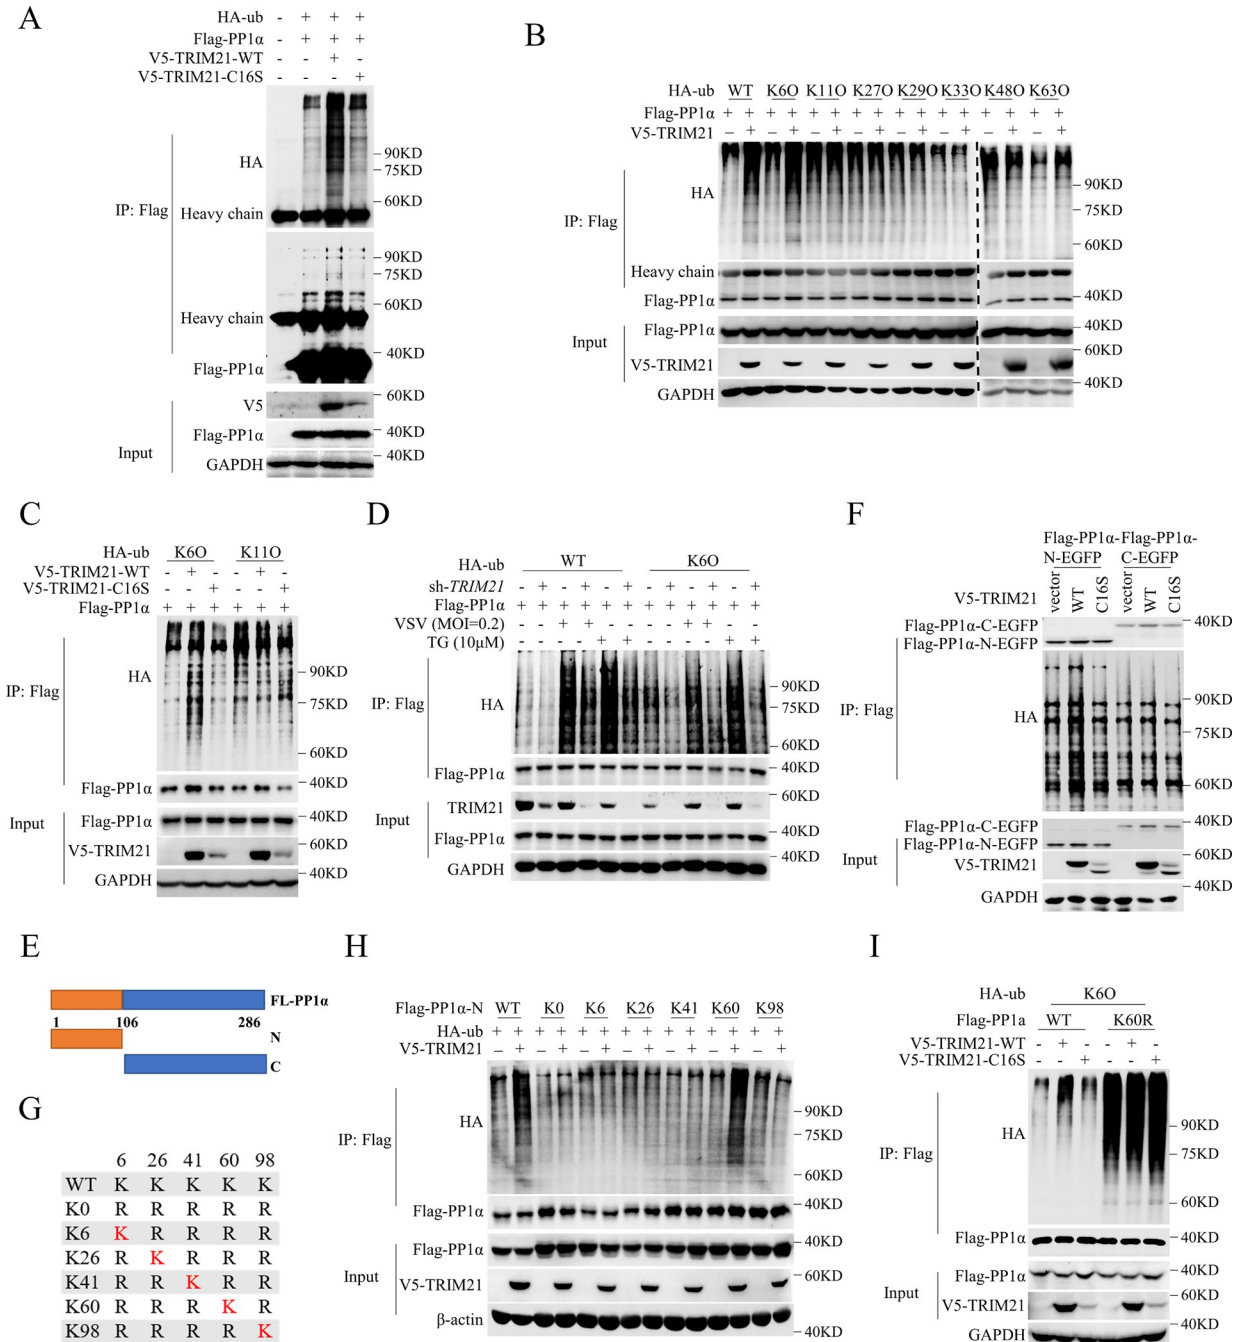 A
HA-ub - + + +
Flag-PP1α - + + +
V5-TRIM21-WT - - + -
V5-TRIM21-C16S - - - +
HA
90KD
75KD
60KD
IP: Flag
Heavy chain
90KD
75KD
60KD
Heavy chain
40KD
Flag-PP1α
60KD
V5
Input
Flag-PP1α
40KD
40KD
GAPDH
B
HA-ub WT K6O K11O K27O K29O K33O K48O K63O
Flag-PP1α + + + + + + + + + + + + + + + +
V5-TRIM21 – + – + – + – + – + – + – + – +
HA
90KD
75KD
60KD
IP: Flag
Heavy chain
Flag-PP1α
40KD
Input
Flag-PP1α
40KD
60KD
V5-TRIM21
40KD
GAPDH
C
HA-ub K6O K11O
V5-TRIM21-WT - + - - + -
V5-TRIM21-C16S - - + - - +
Flag-PP1α + + + + + +
IP: Flag
HA
90KD
75KD
60KD
Flag-PP1α
40KD
Input
Flag-PP1α
40KD
V5-TRIM21
60KD
40KD
GAPDH
D
HA-ub WT K6O
sh-TRIM21 - + - + - + - + - + - +
Flag-PP1α + + + + + + + + + + + +
VSV (MOI=0.2) + + + +
TG (10μM) + + + +
IP: Flag
HA
90KD
75KD
60KD
Flag-PP1α
40KD
60KD
Input
TRIM21
Flag-PP1α
40KD
60KD
GAPDH
40KD
F
Flag-PP1α-N-EGFP
Flag-PP1α-C-EGFP
V5-TRIM21 vector WT C16S vector WT C16S
Flag-PP1α-C-EGFP
40KD
Flag-PP1α-N-EGFP
IP: Flag
HA
90KD
75KD
60KD
Flag-PP1α-C-EGFP
40KD
Flag-PP1α-N-EGFP
Input
V5-TRIM21
60KD
40KD
GAPDH
E
FL-PP1α
1 106 286
N
C
G
6 26 41 60 98
WT K K K K K
K0 R R R R R
K6 K R R R R
K26 R K R R R
K41 R R K R R
K60 R R R K R
K98 R R R R K
H
Flag-PP1α-N WT K0 K6 K26 K41 K60 K98
HA-ub + + + + + + + + + + + + + +
V5-TRIM21 – + – + – + – + – + – + – +
IP: Flag
HA
90KD
75KD
60KD
Flag-PP1α
40KD
Input
Flag-PP1α
40KD
V5-TRIM21
60KD
β-actin
40KD
I
HA-ub K6O
Flag-PP1a WT K60R
V5-TRIM21-WT - + - - + -
V5-TRIM21-C16S - - + - - +
IP: Flag
HA
90KD
75KD
60KD
Flag-PP1α
40KD
Input
Flag-PP1α
40KD
60KD
V5-TRIM21
40KD
GAPDH